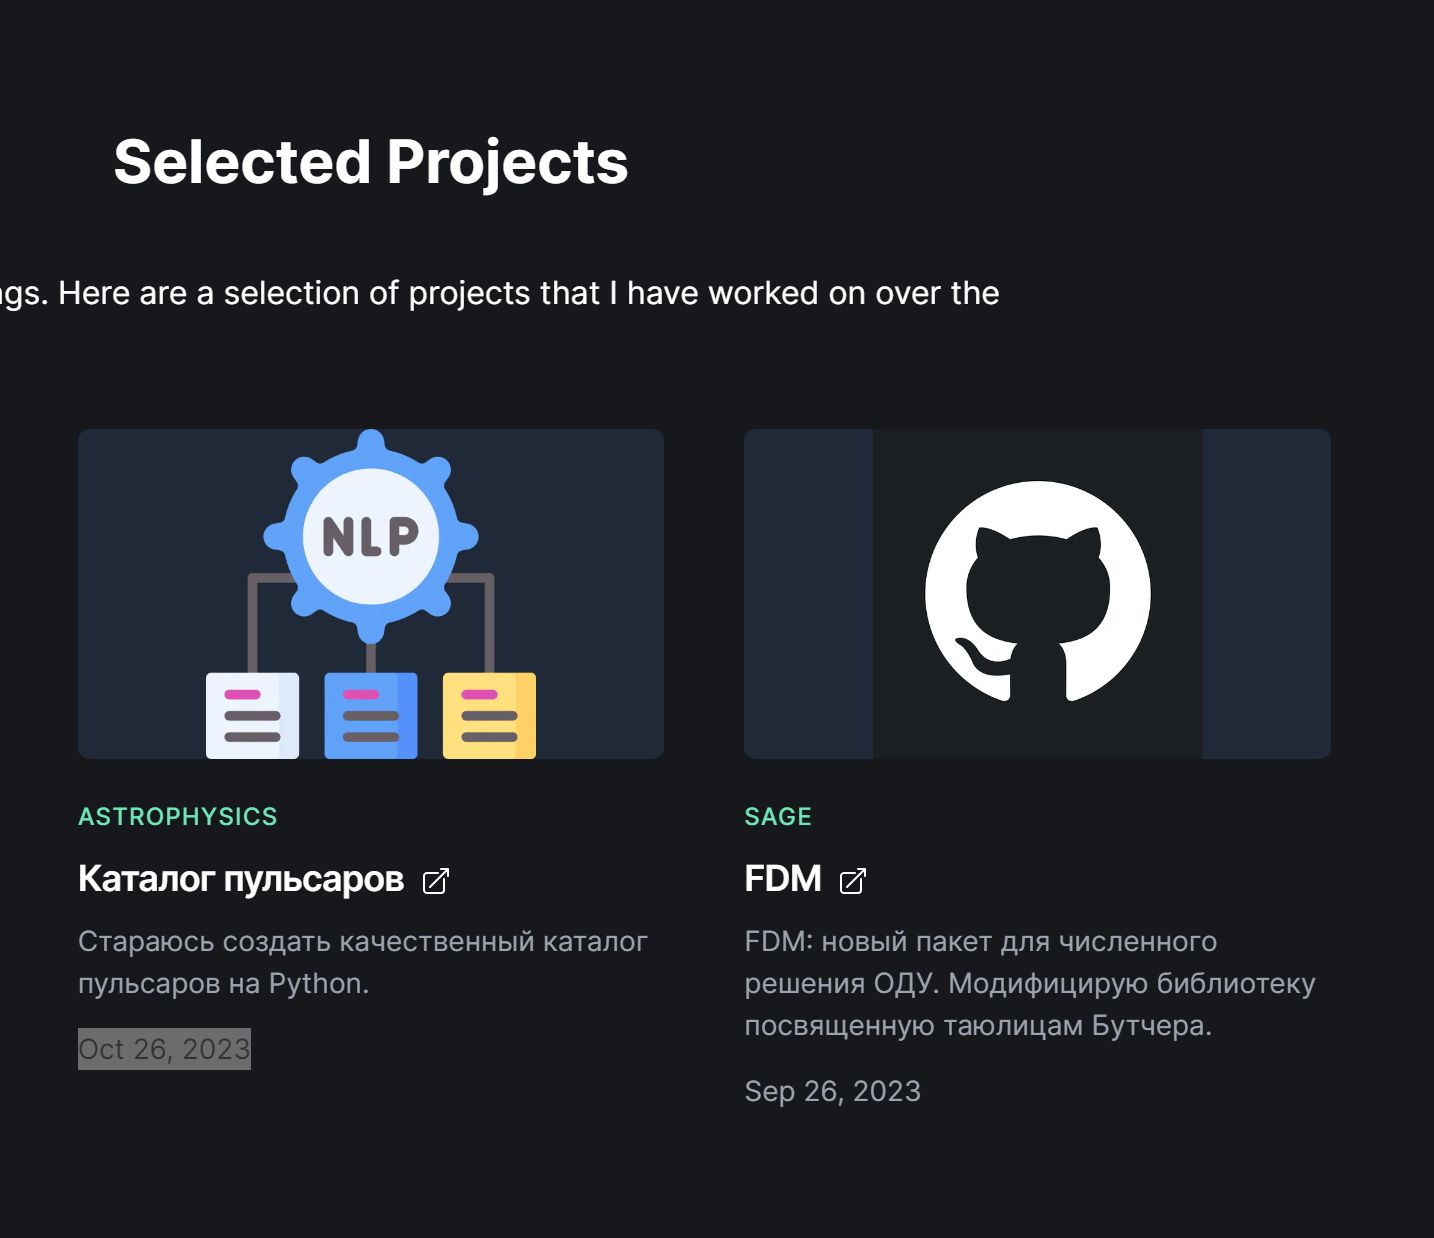 Selected Projects
ngs. Here are a selection of projects that I have worked on over the
NLP
ASTROPHYSICS
Каталог пульсаров
Стараюсь создать качественный каталог
пульсаров на Python.
Oct 26, 2023
SAGE
FDM
FDM: новый пакет для численного
решения ОДУ. Модифицирую библиотеку
посвященную таюлицам Бутчера.
Sep 26, 2023